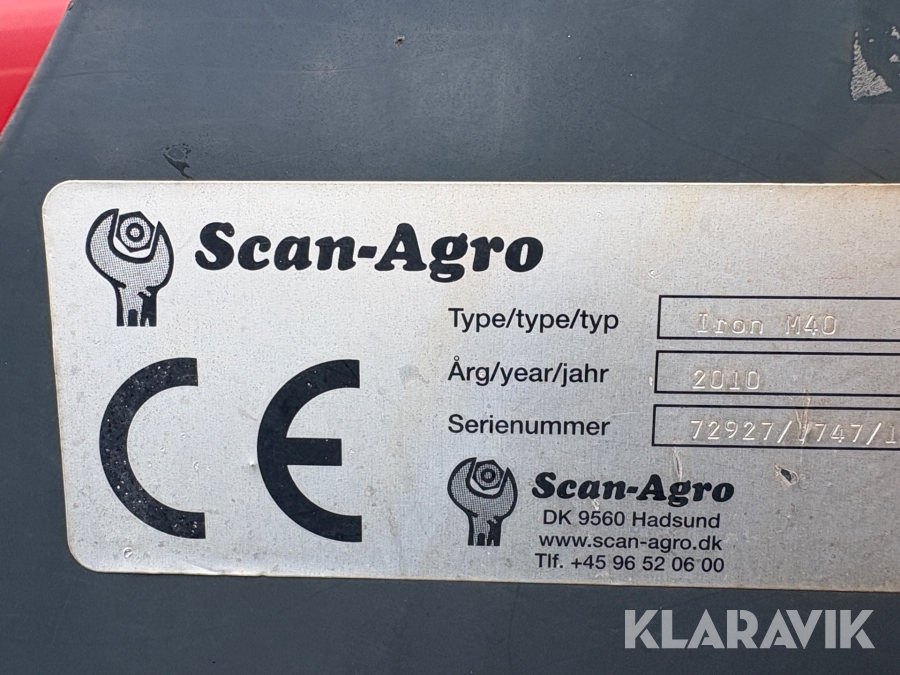 Scan-Agro
Type/type/typ Iron M40
Årg/year/jahr 2010
Serienummer
CE
Scan-Agro
DK 9560 Hadsund
www.scan-agro.dk
Tlf. +45 96 52 06 00
KLARAVIK